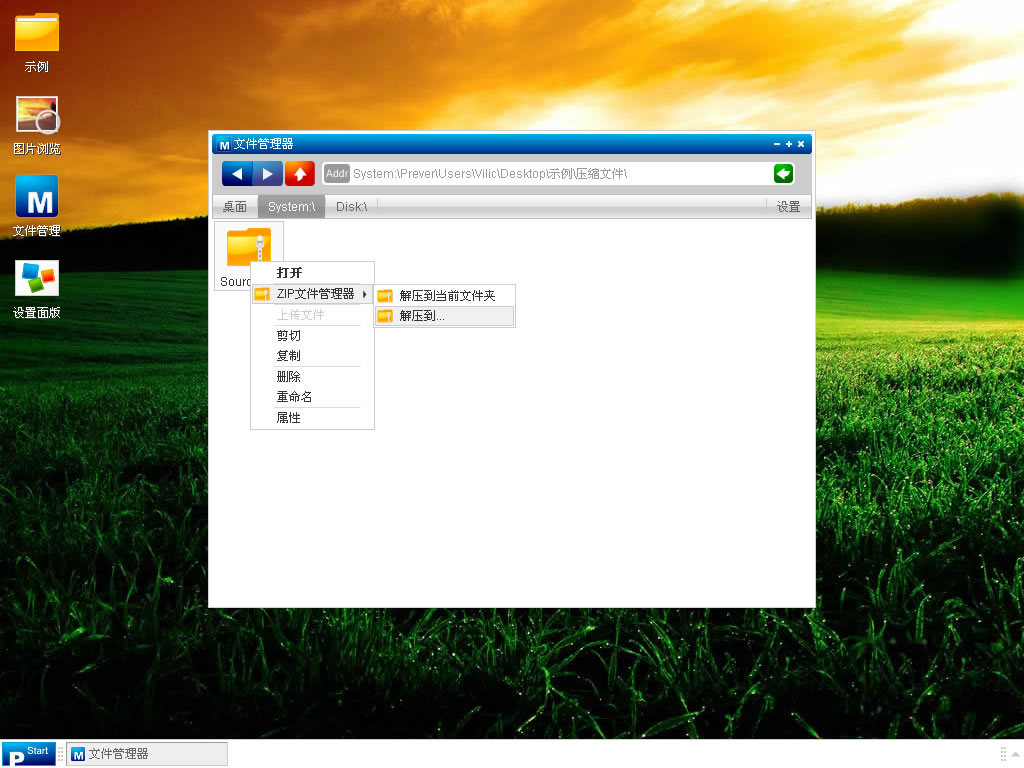 示例
图片浏览
M
文件管理
设置面版
M 文件管理器
Addr System:\Prever\Users\Vilic\Desktop\示例\压缩文件\
桌面 System:\ Disk:\ 设置
打开
ZIP文件管理器
上传文件
剪切
复制
删除
重命名
属性
解压到当前文件夹
解压到...
P Start
M 文件管理器